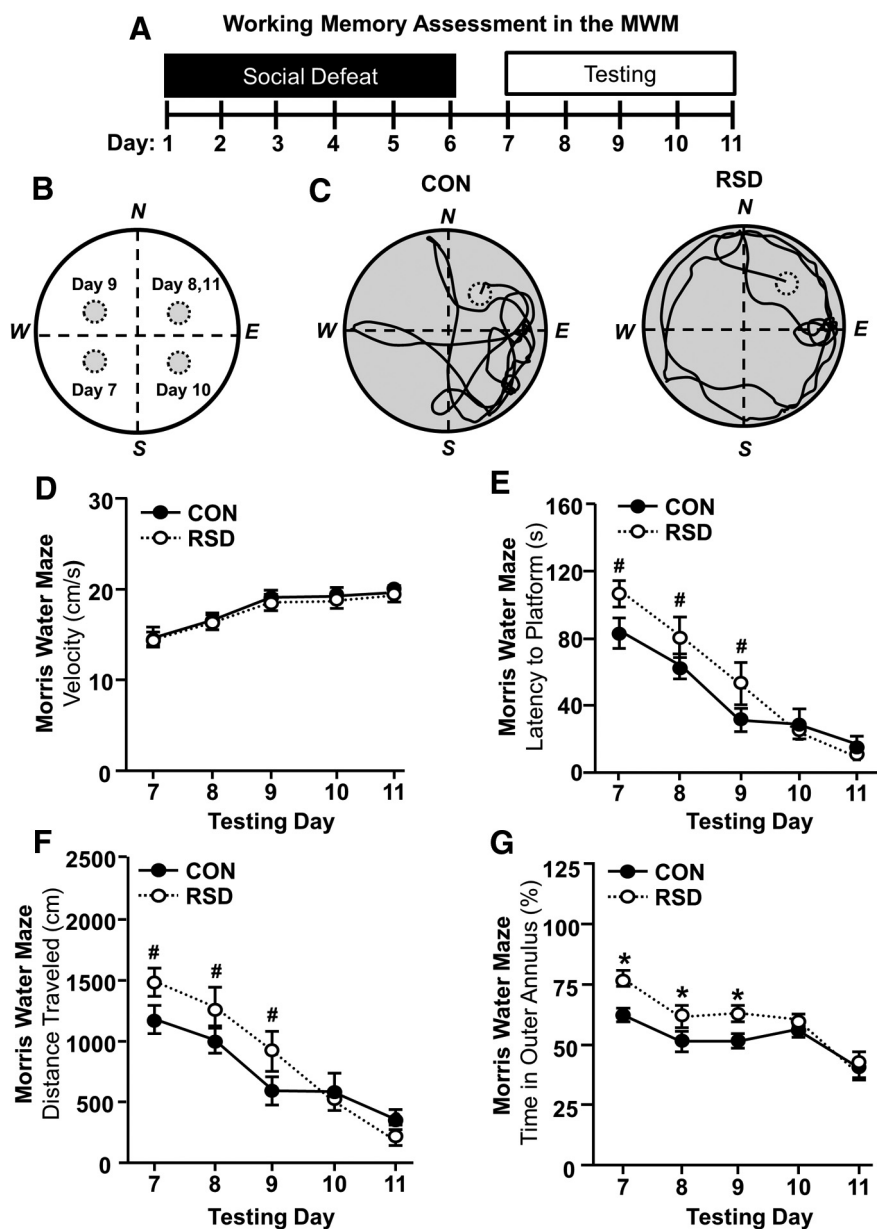 A
Working Memory Assessment in the MWM
Social Defeat
Testing
Day: 1 2 3 4 5 6 7 8 9 10 11
B
N
Day 9
Day 8,11
W
E
Day 7
Day 10
S
C
CON
N
W
E
S
RSD
N
W
E
S
D
Morris Water Maze
Velocity (cm/s)
30
20
10
0
CON
RSD
7 8 9 10 11
Testing Day
E
Morris Water Maze
Latency to Platform (s)
160
120
80
40
0
CON
RSD
# # #
7 8 9 10 11
Testing Day
F
Morris Water Maze
Distance Traveled (cm)
2500
2000
1500
1000
500
0
CON
RSD
# # #
7 8 9 10 11
Testing Day
G
Morris Water Maze
Time in Outer Annulus (%)
125
100
75
50
25
0
CON
RSD
* * *
7 8 9 10 11
Testing Day